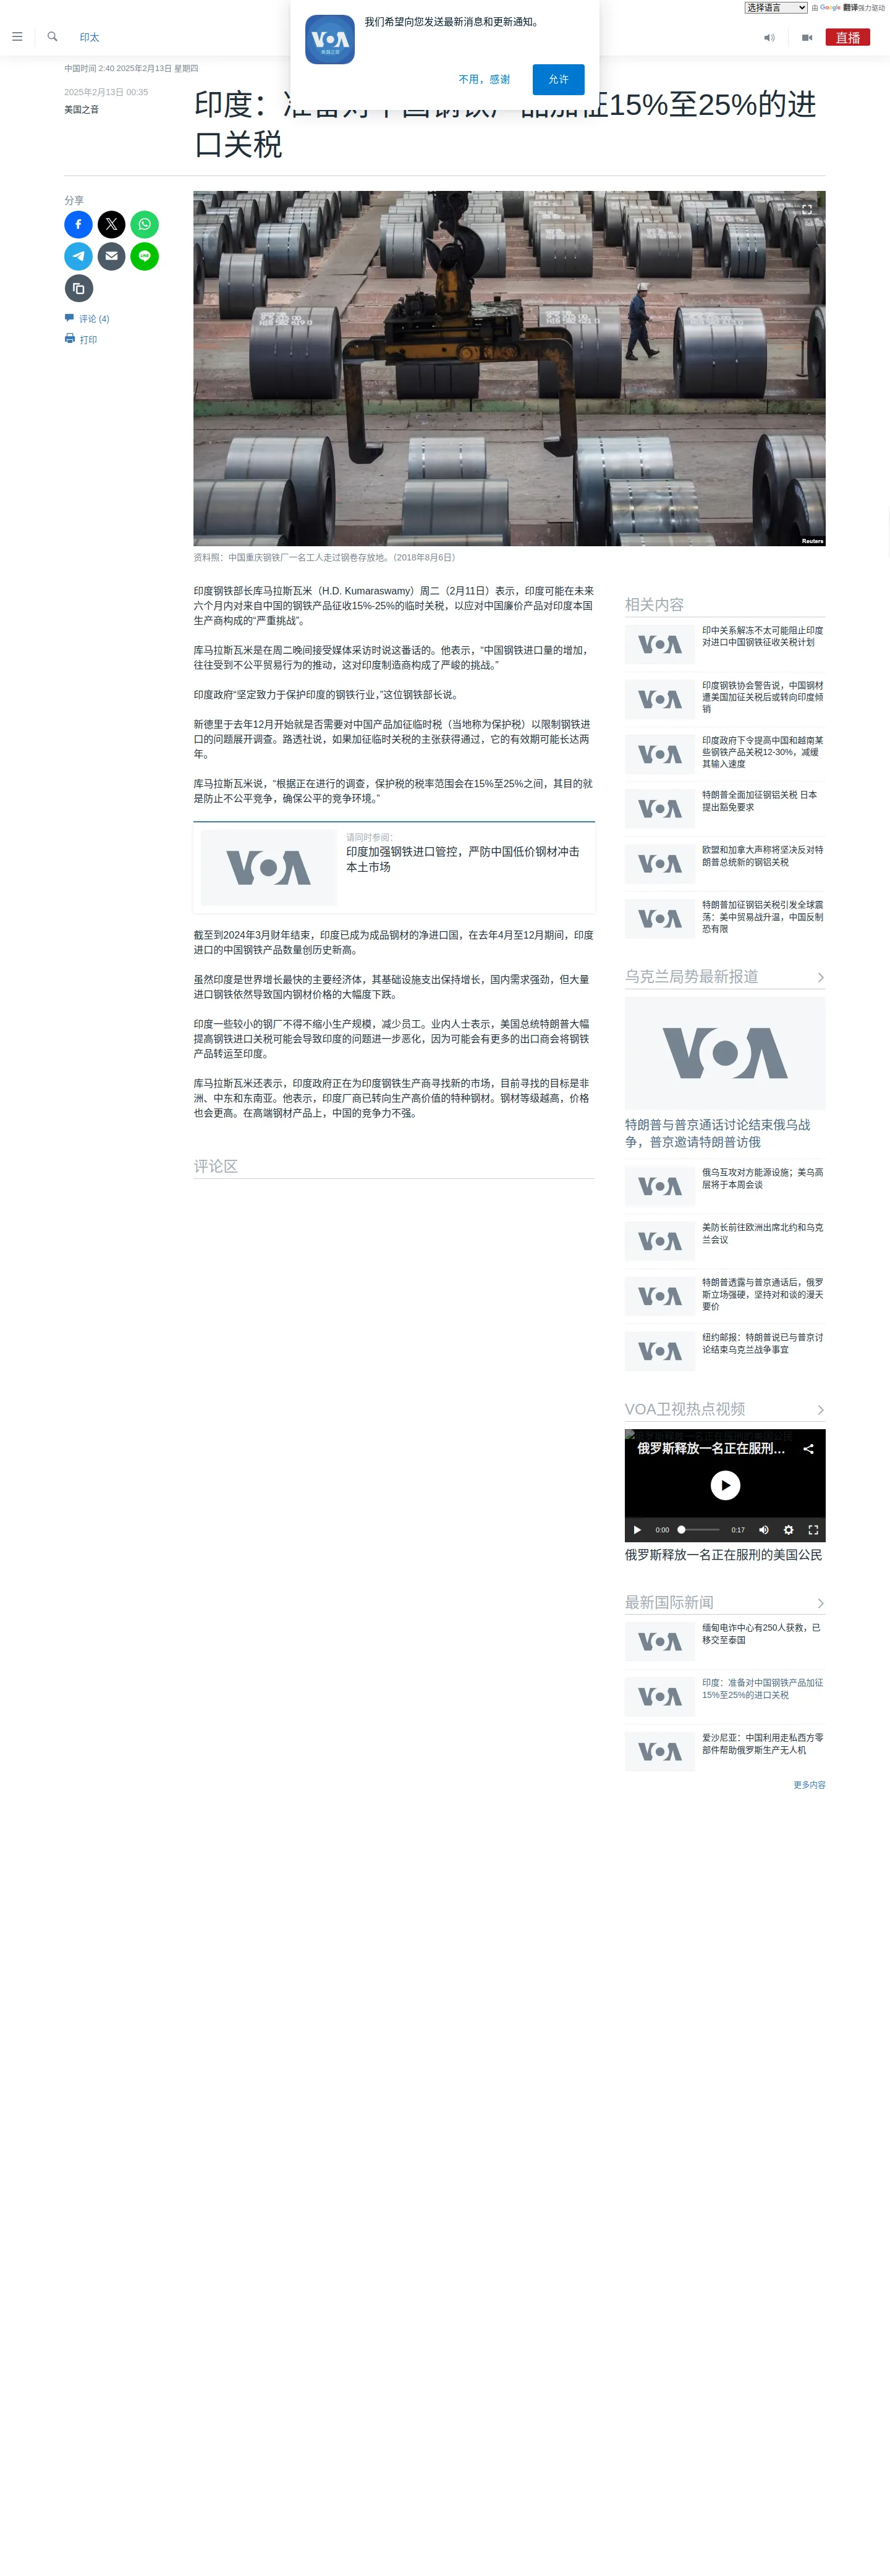 选择语言
由 Google 翻译强力驱动
我们希望向您发送最新消息和更新通知。
VOA
美国之音
不用，感谢
允许
印太
直播
中国时间 2:40 2025年2月13日 星期四
2025年2月13日 00:35
美国之音
印度：准备对中国钢铁产品加征15%至25%的进
口关税
分享
评论 (4)
打印
Reuters
资料照：中国重庆钢铁厂一名工人走过钢卷存放地。（2018年8月6日）
印度钢铁部长库马拉斯瓦米（H.D. Kumaraswamy）周二（2月11日）表示，印度可能在未来
六个月内对来自中国的钢铁产品征收15%-25%的临时关税，以应对中国廉价产品对印度本国
生产商构成的“严重挑战”。
库马拉斯瓦米是在周二晚间接受媒体采访时说这番话的。他表示，“中国钢铁进口量的增加，
往往受到不公平贸易行为的推动，这对印度制造商构成了严峻的挑战。”
印度政府“坚定致力于保护印度的钢铁行业，”这位钢铁部长说。
新德里于去年12月开始就是否需要对中国产品加征临时税（当地称为保护税）以限制钢铁进
口的问题展开调查。路透社说，如果加征临时关税的主张获得通过，它的有效期可能长达两
年。
库马拉斯瓦米说，“根据正在进行的调查，保护税的税率范围会在15%至25%之间，其目的就
是防止不公平竞争，确保公平的竞争环境。”
VOA
请同时参阅：
印度加强钢铁进口管控，严防中国低价钢材冲击
本土市场
截至到2024年3月财年结束，印度已成为成品钢材的净进口国，在去年4月至12月期间，印度
进口的中国钢铁产品数量创历史新高。
虽然印度是世界增长最快的主要经济体，其基础设施支出保持增长，国内需求强劲，但大量
进口钢铁依然导致国内钢材价格的大幅度下跌。
印度一些较小的钢厂不得不缩小生产规模，减少员工。业内人士表示，美国总统特朗普大幅
提高钢铁进口关税可能会导致印度的问题进一步恶化，因为可能会有更多的出口商会将钢铁
产品转运至印度。
库马拉斯瓦米还表示，印度政府正在为印度钢铁生产商寻找新的市场，目前寻找的目标是非
洲、中东和东南亚。他表示，印度厂商已转向生产高价值的特种钢材。钢材等级越高，价格
也会更高。在高端钢材产品上，中国的竞争力不强。
评论区
相关内容
VOA
印中关系解冻不太可能阻止印度
对进口中国钢铁征收关税计划
VOA
印度钢铁协会警告说，中国钢材
遭美国加征关税后或转向印度倾
销
VOA
印度政府下令提高中国和越南某
些钢铁产品关税12-30%，减缓
其输入速度
VOA
特朗普全面加征钢铝关税 日本
提出豁免要求
VOA
欧盟和加拿大声称将坚决反对特
朗普总统新的钢铝关税
VOA
特朗普加征钢铝关税引发全球震
荡：美中贸易战升温，中国反制
恐有限
乌克兰局势最新报道
VOA
特朗普与普京通话讨论结束俄乌战
争，普京邀请特朗普访俄
VOA
俄乌互攻对方能源设施；美乌高
层将于本周会谈
VOA
美防长前往欧洲出席北约和乌克
兰会议
VOA
特朗普透露与普京通话后，俄罗
斯立场强硬，坚持对和谈的漫天
要价
VOA
纽约邮报：特朗普说已与普京讨
论结束乌克兰战争事宜
VOA卫视热点视频
俄罗斯释放一名正在服刑的美国公民
俄罗斯释放一名正在服刑...
0:00
0:17
俄罗斯释放一名正在服刑的美国公民
最新国际新闻
VOA
缅甸电诈中心有250人获救，已
移交至泰国
VOA
印度：准备对中国钢铁产品加征
15%至25%的进口关税
VOA
爱沙尼亚：中国利用走私西方零
部件帮助俄罗斯生产无人机
更多内容